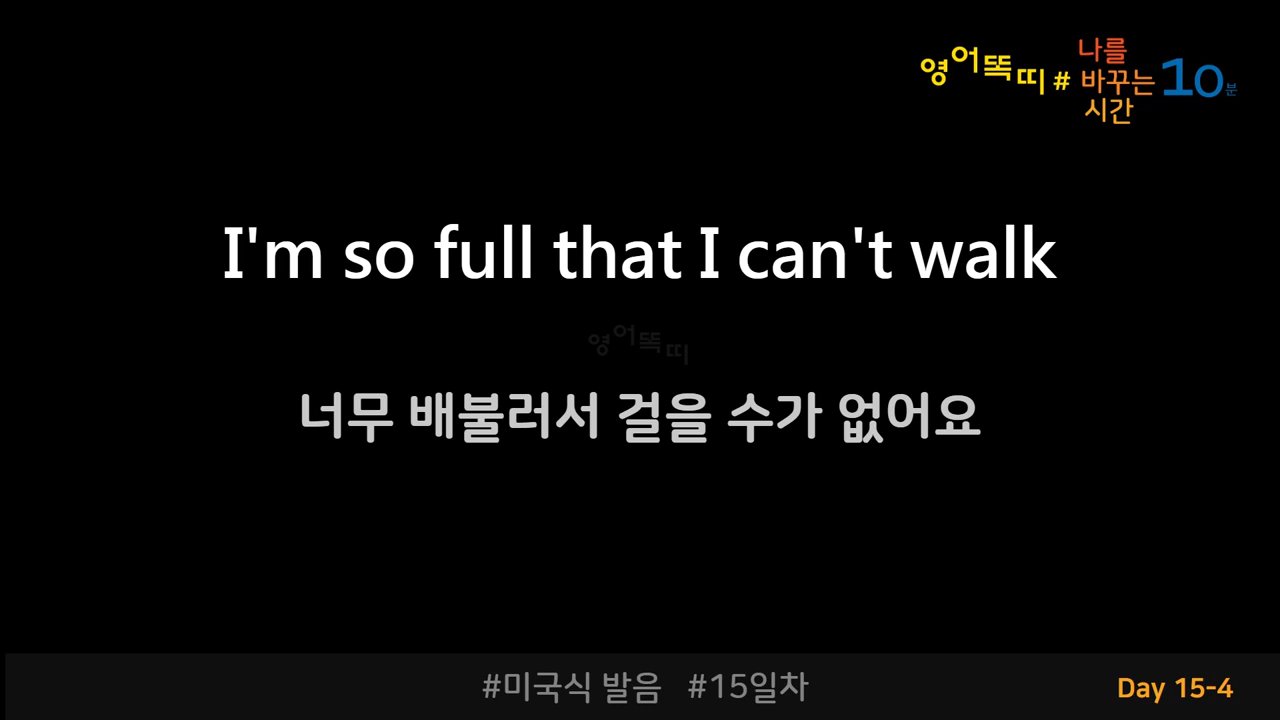 영어똑띠 # 나를 바꾸는 시간 10분
I'm so full that I can't walk
영어똑띠
너무 배불러서 걸을 수가 없어요
#미국식 발음 #15일차
Day 15-4